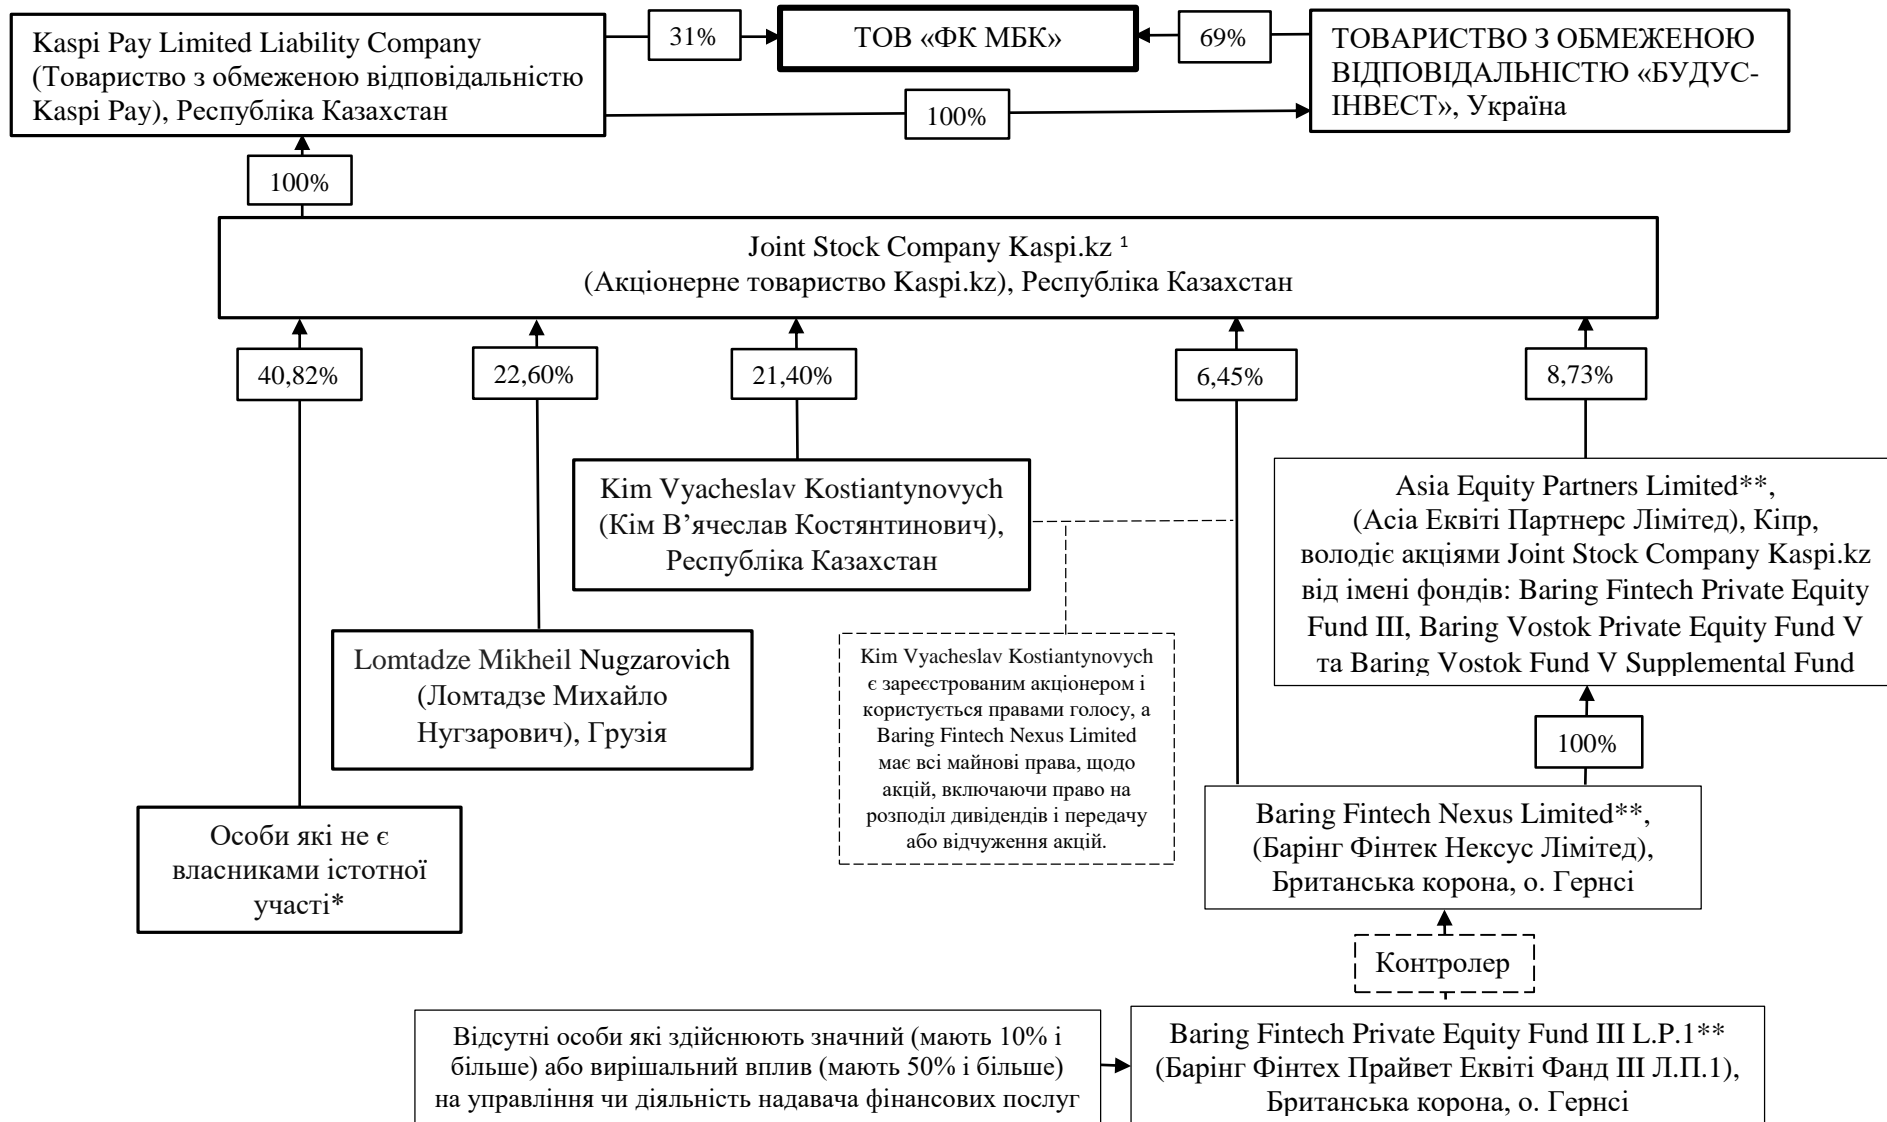 Kaspi Pay Limited Liability Company
(Товариство з обмеженою відповідальністю
Kaspi Pay), Республіка Казахстан
31%
ТОВ «ФК МБК»
69%
ТОВАРИСТВО З ОБМЕЖЕНОЮ
ВІДПОВІДАЛЬНІСТЮ «БУДУС-
ІНВЕСТ», Україна
100%
100%
Joint Stock Company Kaspi.kz ¹
(Акціонерне товариство Kaspi.kz), Республіка Казахстан
40,82%
22,60%
21,40%
6,45%
8,73%
Kim Vyacheslav Kostiantynovych
(Кім В’ячеслав Костянтинович),
Республіка Казахстан
Asia Equity Partners Limited**,
(Асіа Еквіті Партнерс Лімітед), Кіпр,
володіє акціями Joint Stock Company Kaspi.kz
від імені фондів: Baring Fintech Private Equity
Fund III, Baring Vostok Private Equity Fund V
та Baring Vostok Fund V Supplemental Fund
Lomtadze Mikheil Nugzarovich
(Ломтадзе Михайло
Нугзарович), Грузія
Kim Vyacheslav Kostiantynovych
є зареєстрованим акціонером і
користується правами голосу, а
Baring Fintech Nexus Limited
має всі майнові права, щодо
акцій, включаючи право на
розподіл дивідендів і передачу
або відчуження акцій.
100%
Особи які не є
власниками істотної
участі*
Baring Fintech Nexus Limited**,
(Барінг Фінтек Нексус Лімітед),
Британська корона, о. Гернсі
Контролер
Відсутні особи які здійснюють значний (мають 10% і
більше) або вирішальний вплив (мають 50% і більше)
на управління чи діяльність надавача фінансових послуг
Baring Fintech Private Equity Fund III L.P.1**
(Барінг Фінтех Прайвет Еквіті Фанд III Л.П.1),
Британська корона, о. Гернсі